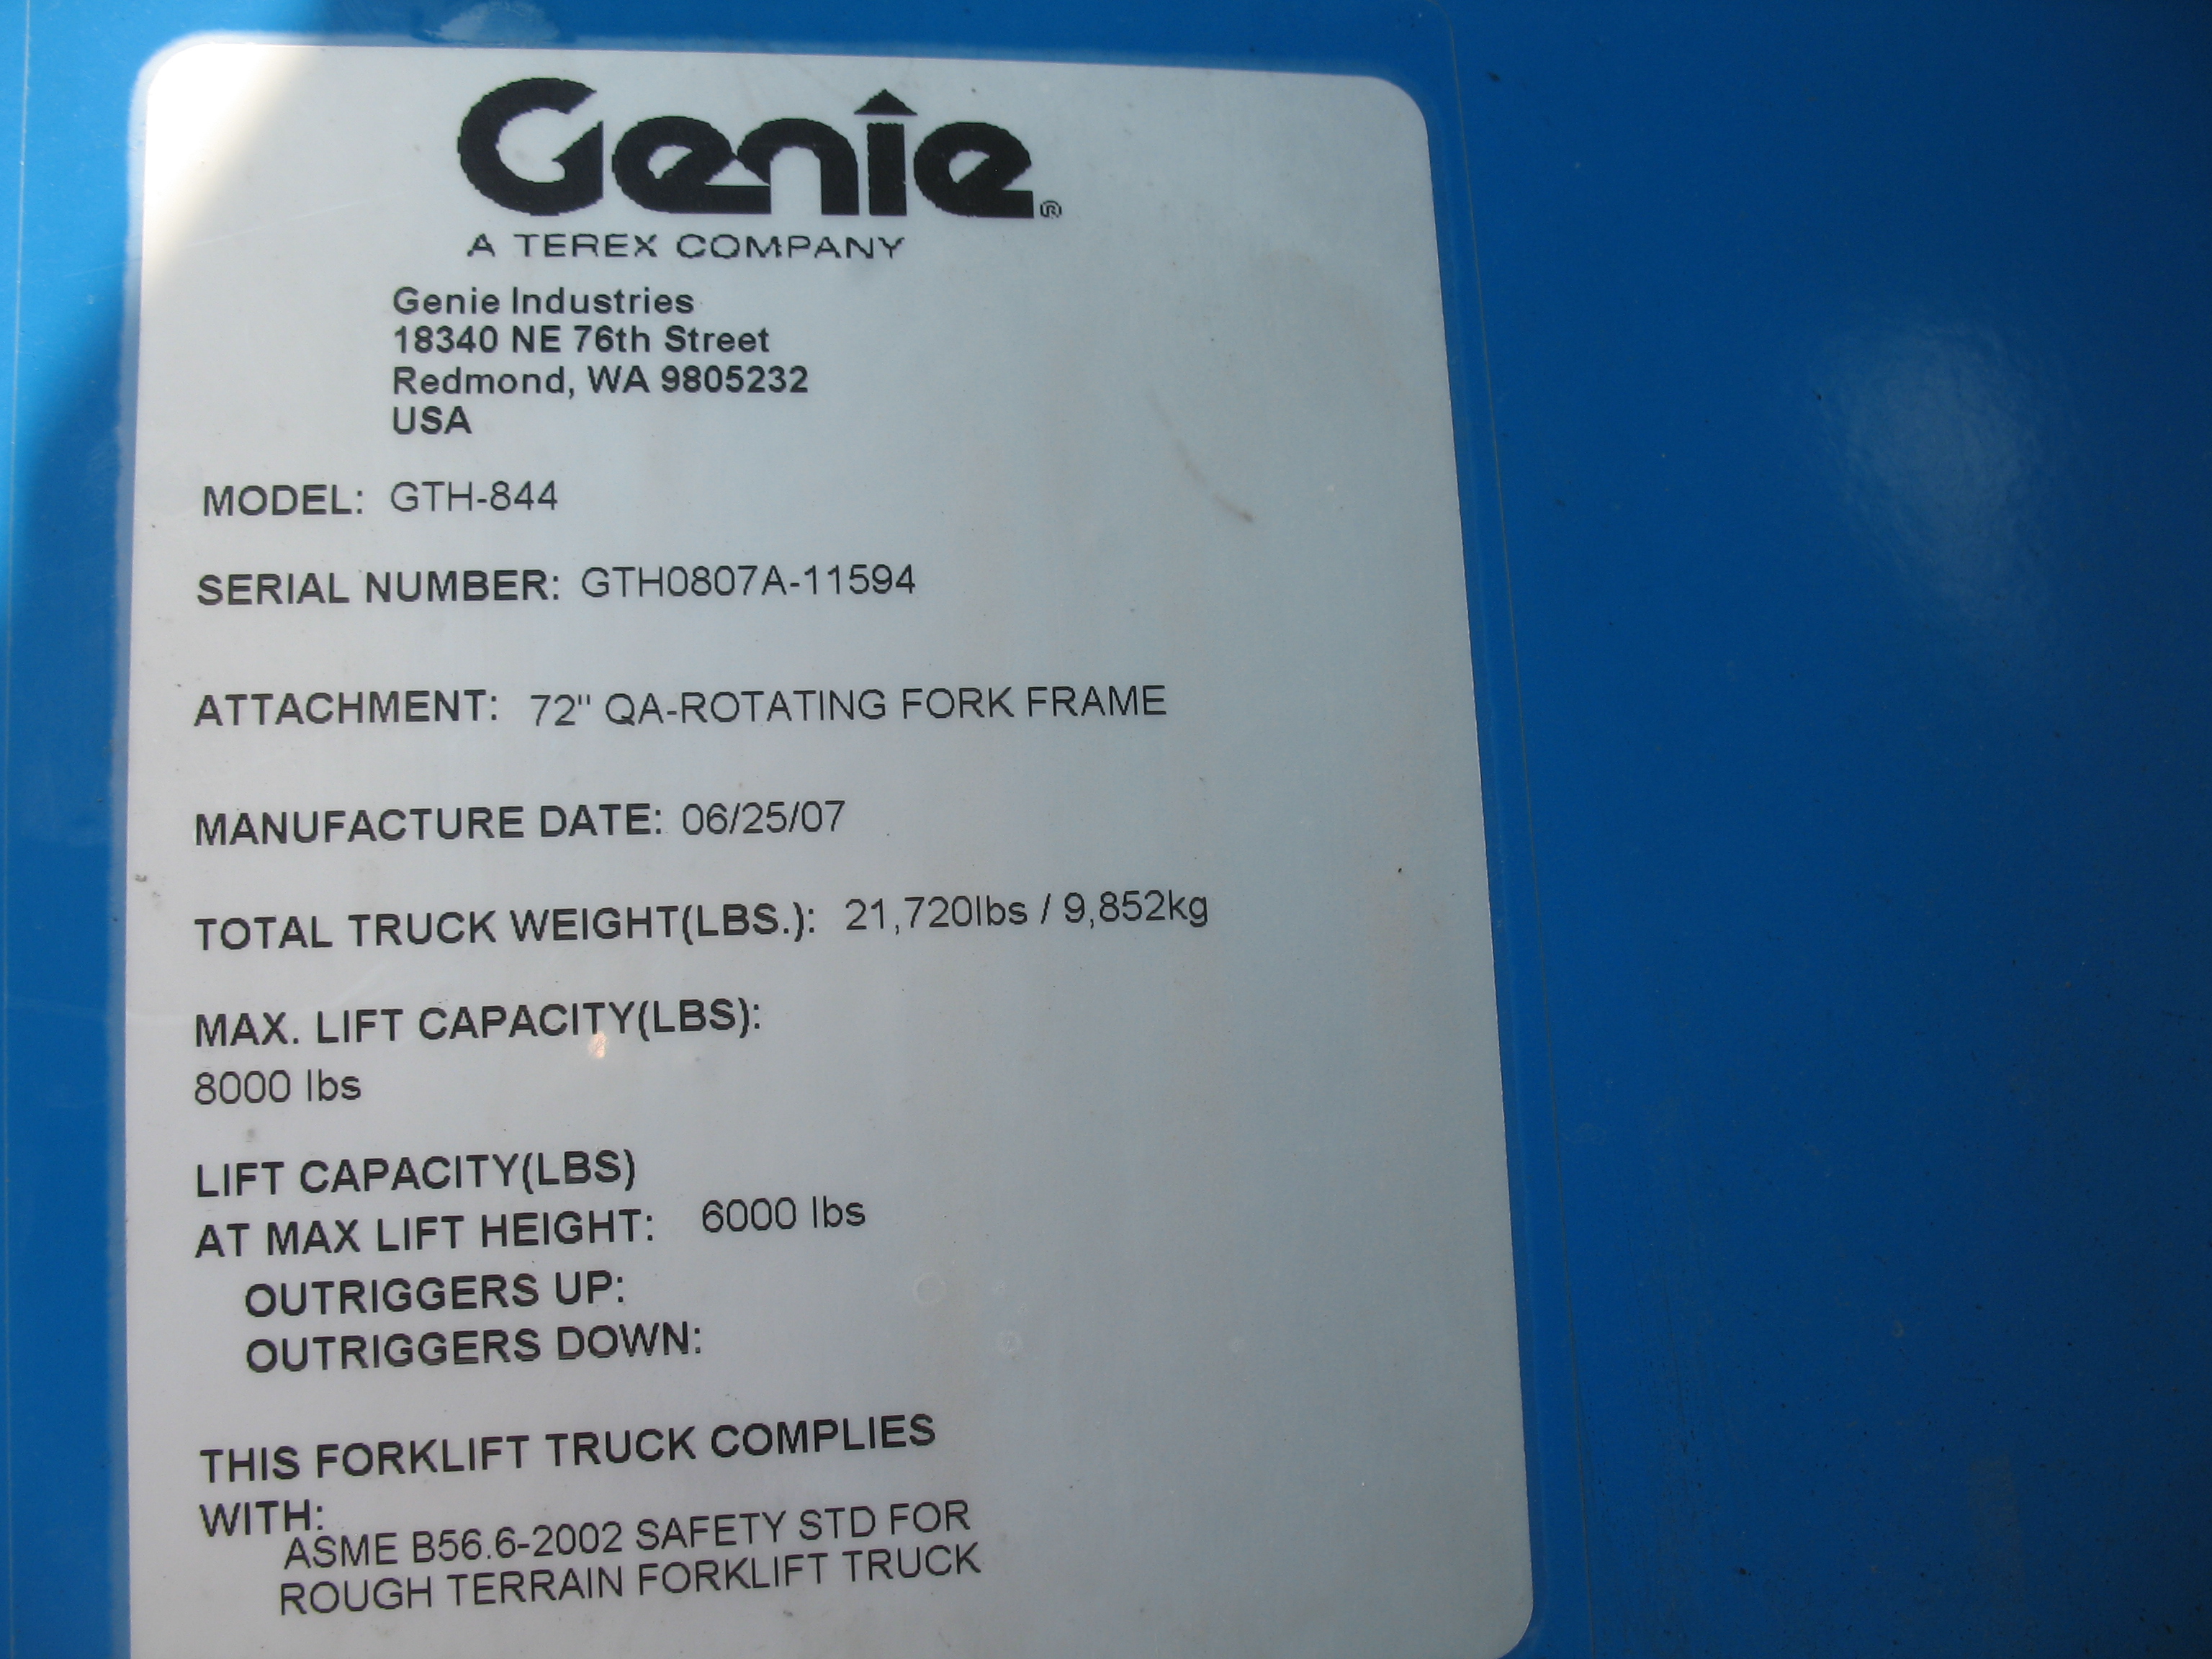 Genie®
A TEREX COMPANY
Genie Industries
18340 NE 76th Street
Redmond, WA 9805232
USA
MODEL: GTH-844
SERIAL NUMBER: GTH0807A-11594
ATTACHMENT: 72" QA-ROTATING FORK FRAME
MANUFACTURE DATE: 06/25/07
TOTAL TRUCK WEIGHT(LBS.): 21,720lbs / 9,852kg
MAX. LIFT CAPACITY(LBS):
8000 lbs
LIFT CAPACITY(LBS)
AT MAX LIFT HEIGHT: 6000 lbs
OUTRIGGERS UP:
OUTRIGGERS DOWN:
THIS FORKLIFT TRUCK COMPLIES
WITH:
ASME B56.6-2002 SAFETY STD FOR
ROUGH TERRAIN FORKLIFT TRUCK